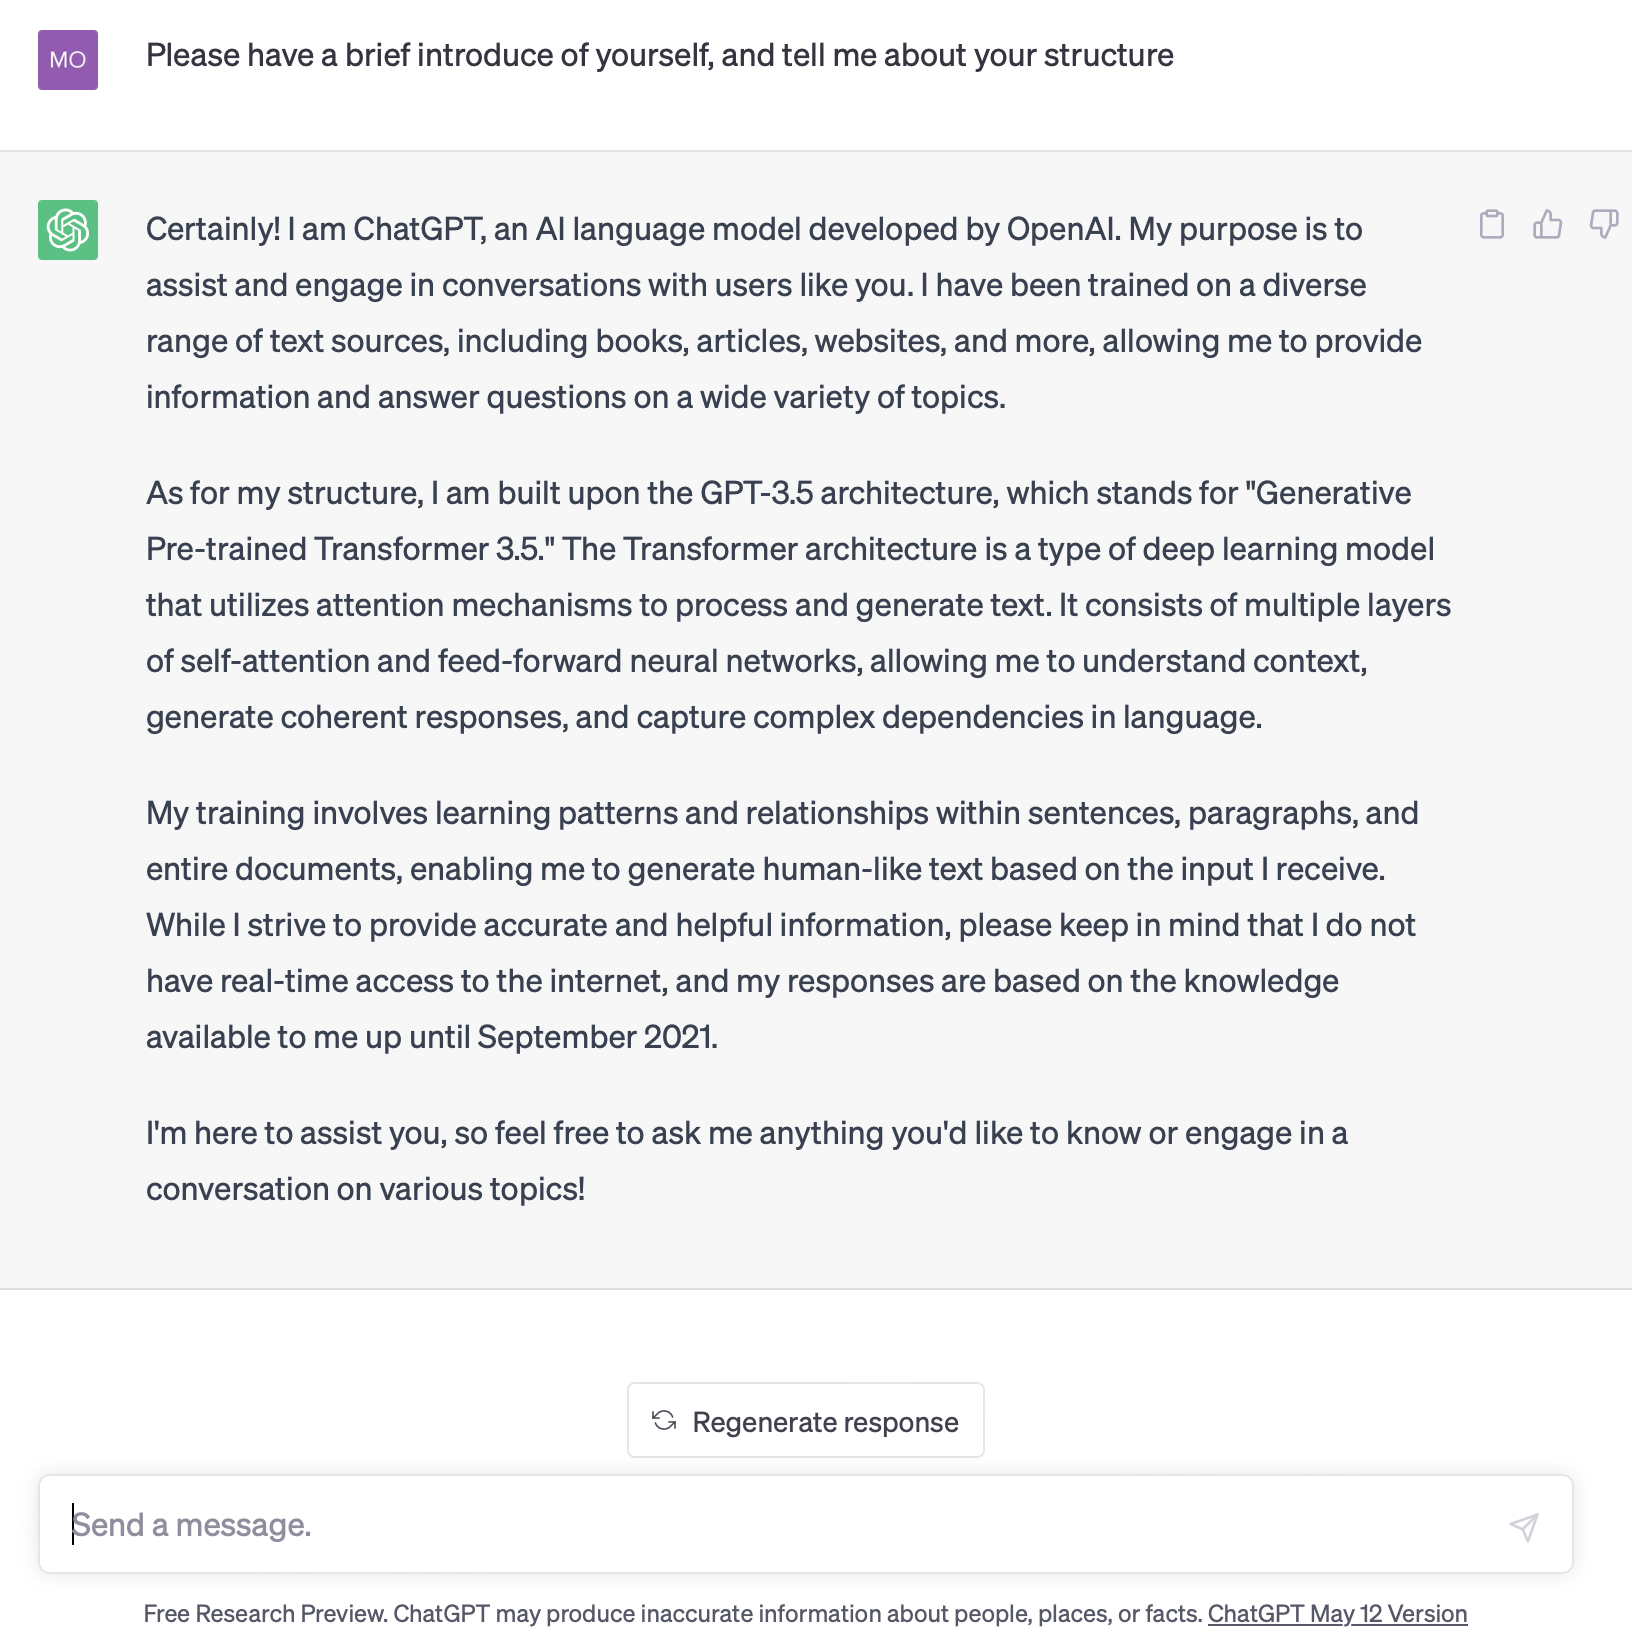 MO
Please have a brief introduce of yourself, and tell me about your structure
Certainly! I am ChatGPT, an AI language model developed by OpenAI. My purpose is to
assist and engage in conversations with users like you. I have been trained on a diverse
range of text sources, including books, articles, websites, and more, allowing me to provide
information and answer questions on a wide variety of topics.
As for my structure, I am built upon the GPT-3.5 architecture, which stands for "Generative
Pre-trained Transformer 3.5." The Transformer architecture is a type of deep learning model
that utilizes attention mechanisms to process and generate text. It consists of multiple layers
of self-attention and feed-forward neural networks, allowing me to understand context,
generate coherent responses, and capture complex dependencies in language.
My training involves learning patterns and relationships within sentences, paragraphs, and
entire documents, enabling me to generate human-like text based on the input I receive.
While I strive to provide accurate and helpful information, please keep in mind that I do not
have real-time access to the internet, and my responses are based on the knowledge
available to me up until September 2021.
I'm here to assist you, so feel free to ask me anything you'd like to know or engage in a
conversation on various topics!
Regenerate response
Send a message.
Free Research Preview. ChatGPT may produce inaccurate information about people, places, or facts. ChatGPT May 12 Version